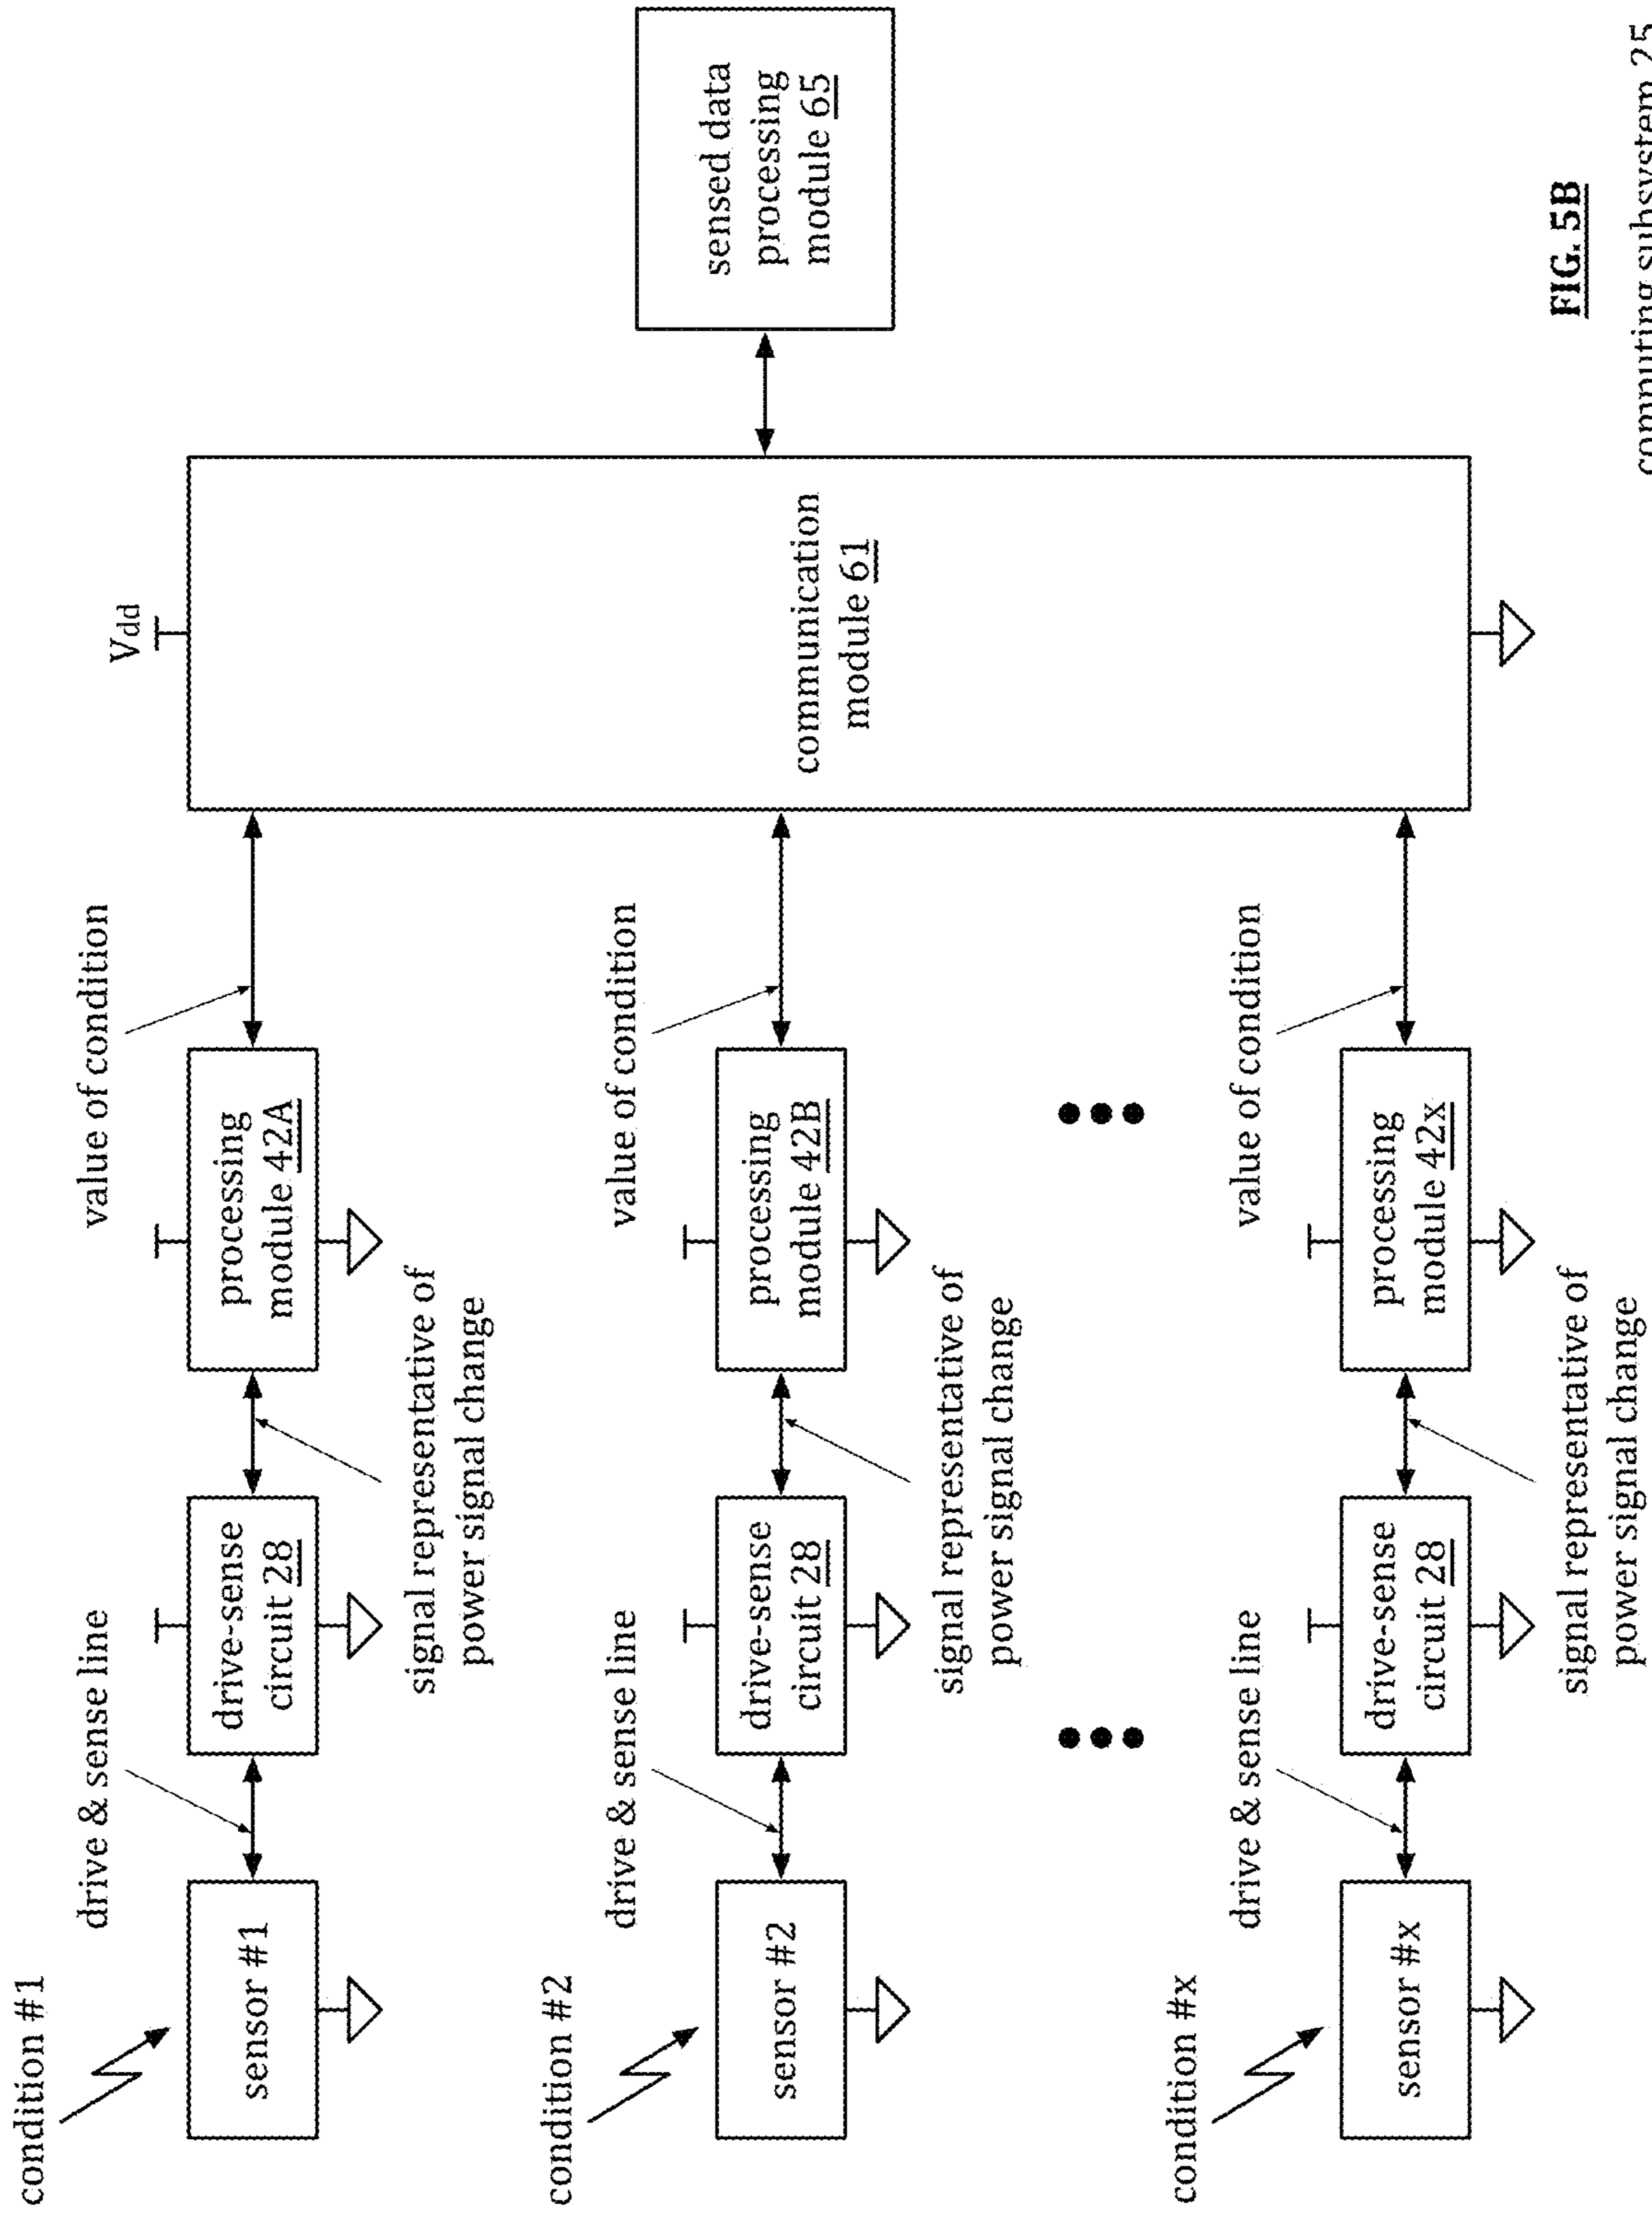 condition #1
drive & sense line
value of condition
Vdd
sensor #1
drive-sense
circuit 28
processing
module 42A
signal representative of
power signal change
condition #2
drive & sense line
value of condition
sensor #2
drive-sense
circuit 28
processing
module 42B
signal representative of
power signal change
communication
module 61
sensed data
processing
module 65
condition #x
drive & sense line
value of condition
sensor #x
drive-sense
circuit 28
processing
module 42x
signal representative of
power signal change
FIG. 5B
computing subsystem 25